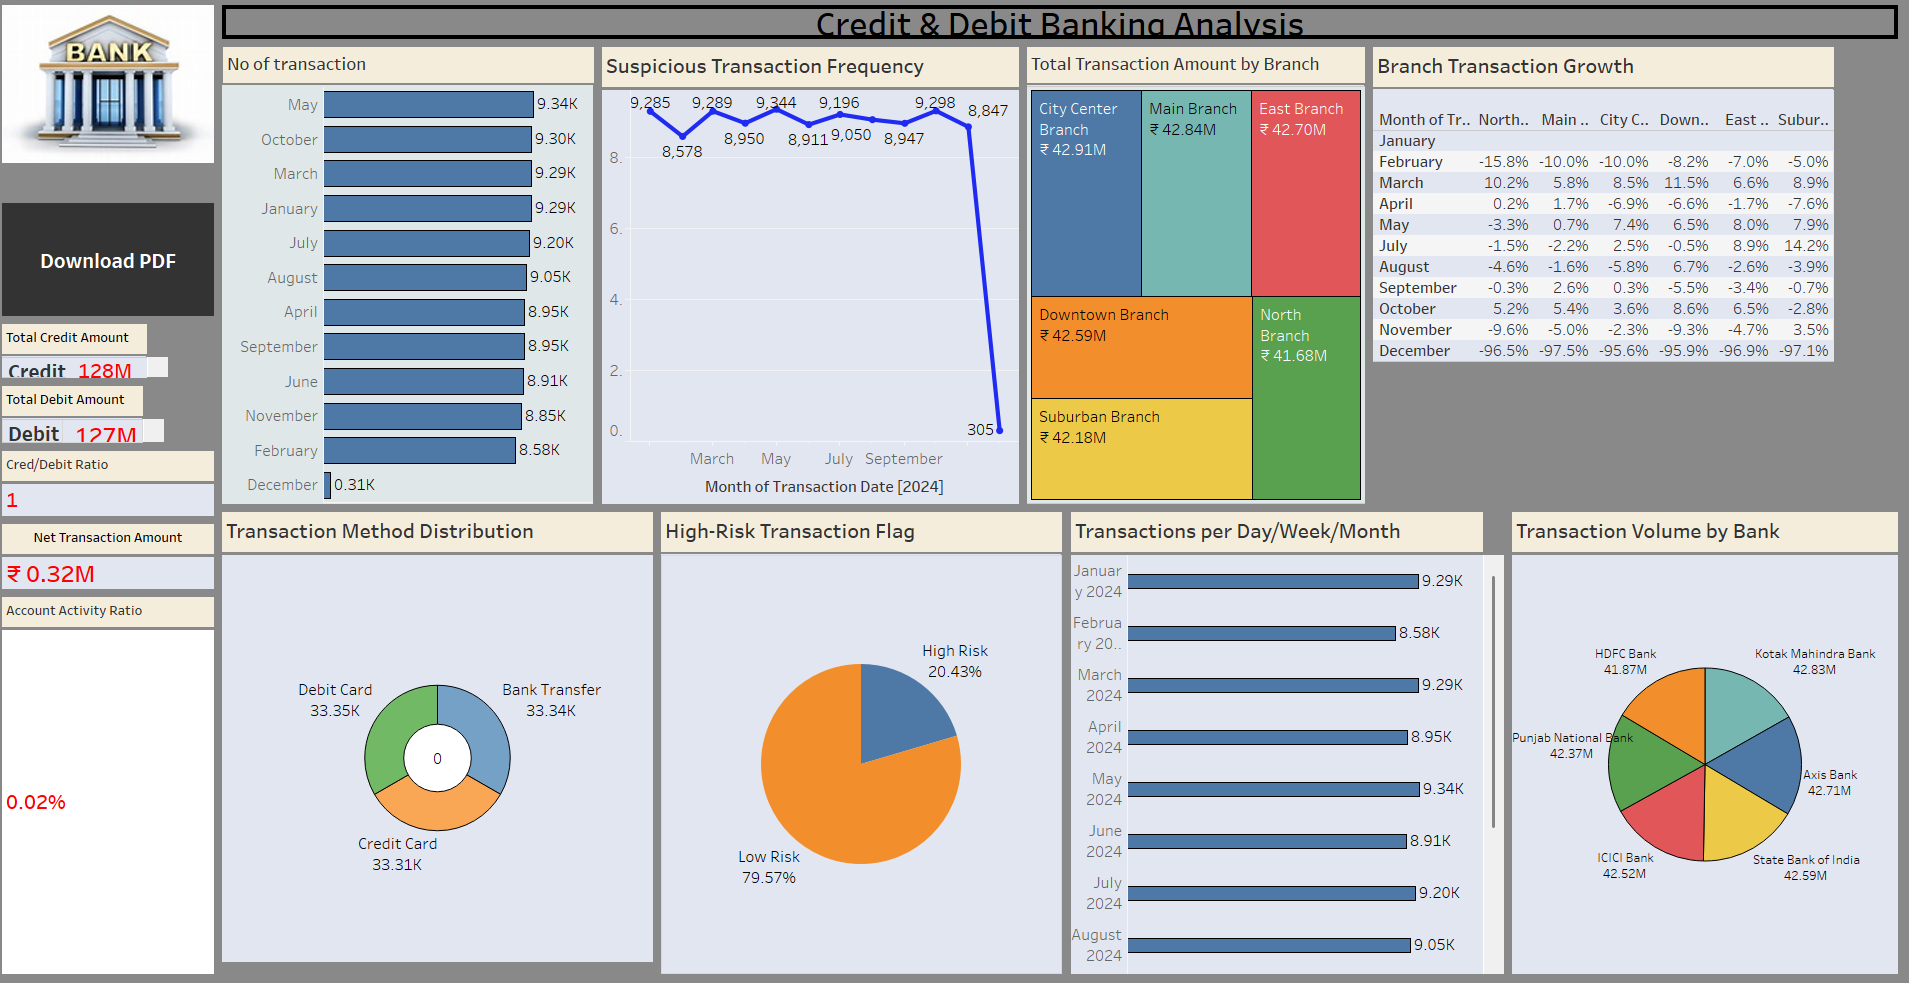 BANK
Credit & Debit Banking Analysis
Download PDF
Total Credit Amount
Credit 128M
Total Debit Amount
Debit 127M
Cred/Debit Ratio
1
Net Transaction Amount
₹ 0.32M
Account Activity Ratio
0.02%
No of transaction
May 9.34K
October 9.30K
March 9.29K
January 9.29K
July 9.20K
August 9.05K
April 8.95K
September 8.95K
June 8.91K
November 8.85K
February 8.58K
December 0.31K
Suspicious Transaction Frequency
9,285 9,289 9,344 9,196 9,298 8,847
8,578 8,950 8,911 9,050 8,947
8.
6.
4.
2.
0.
305
March May July September
Month of Transaction Date [2024]
Total Transaction Amount by Branch
City Center
Branch
₹ 42.91M
Main Branch
₹ 42.84M
East Branch
₹ 42.70M
Downtown Branch
₹ 42.59M
North
Branch
₹ 41.68M
Suburban Branch
₹ 42.18M
Branch Transaction Growth
Month of Tr.. North.. Main .. City C.. Down.. East .. Subur..
January
February -15.8% -10.0% -10.0% -8.2% -7.0% -5.0%
March 10.2% 5.8% 8.5% 11.5% 6.6% 8.9%
April 0.2% 1.7% -6.9% -6.6% -1.7% -7.6%
May -3.3% 0.7% 7.4% 6.5% 8.0% 7.9%
July -1.5% -2.2% 2.5% -0.5% 8.9% 14.2%
August -4.6% -1.6% -5.8% 6.7% -2.6% -3.9%
September -0.3% 2.6% 0.3% -5.5% -3.4% -0.7%
October 5.2% 5.4% 3.6% 8.6% 6.5% -2.8%
November -9.6% -5.0% -2.3% -9.3% -4.7% 3.5%
December -96.5% -97.5% -95.6% -95.9% -96.9% -97.1%
Transaction Method Distribution
Debit Card
33.35K
Bank Transfer
33.34K
0
Credit Card
33.31K
High-Risk Transaction Flag
High Risk
20.43%
Low Risk
79.57%
Transactions per Day/Week/Month
Januar
y 2024
9.29K
Februa
ry 20..
8.58K
March
2024
9.29K
April
2024
8.95K
May
2024
9.34K
June
2024
8.91K
July
2024
9.20K
August
2024
9.05K
Transaction Volume by Bank
HDFC Bank
41.87M
Kotak Mahindra Bank
42.83M
Punjab National Bank
42.37M
Axis Bank
42.71M
ICICI Bank
42.52M
State Bank of India
42.59M